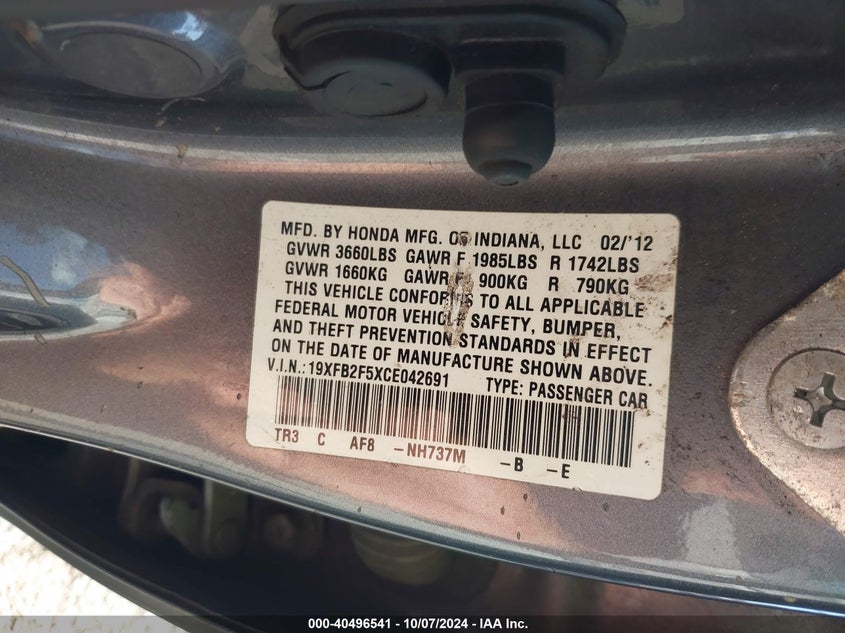 MFD. BY HONDA MFG. OF INDIANA, LLC 02/'12
GVWR 3660LBS GAWR F 1985LBS R 1742LBS
GVWR 1660KG GAWR F 900KG R 790KG
THIS VEHICLE CONFORMS TO ALL APPLICABLE
FEDERAL MOTOR VEHICLE SAFETY, BUMPER,
AND THEFT PREVENTION STANDARDS IN EFFECT
ON THE DATE OF MANUFACTURE SHOWN ABOVE.
V.I.N.:19XFB2F5XCE042691 TYPE: PASSENGER CAR
TR3 C AF8 -NH737M -B -E
000-40496541 - 10/07/2024 - IAA Inc.